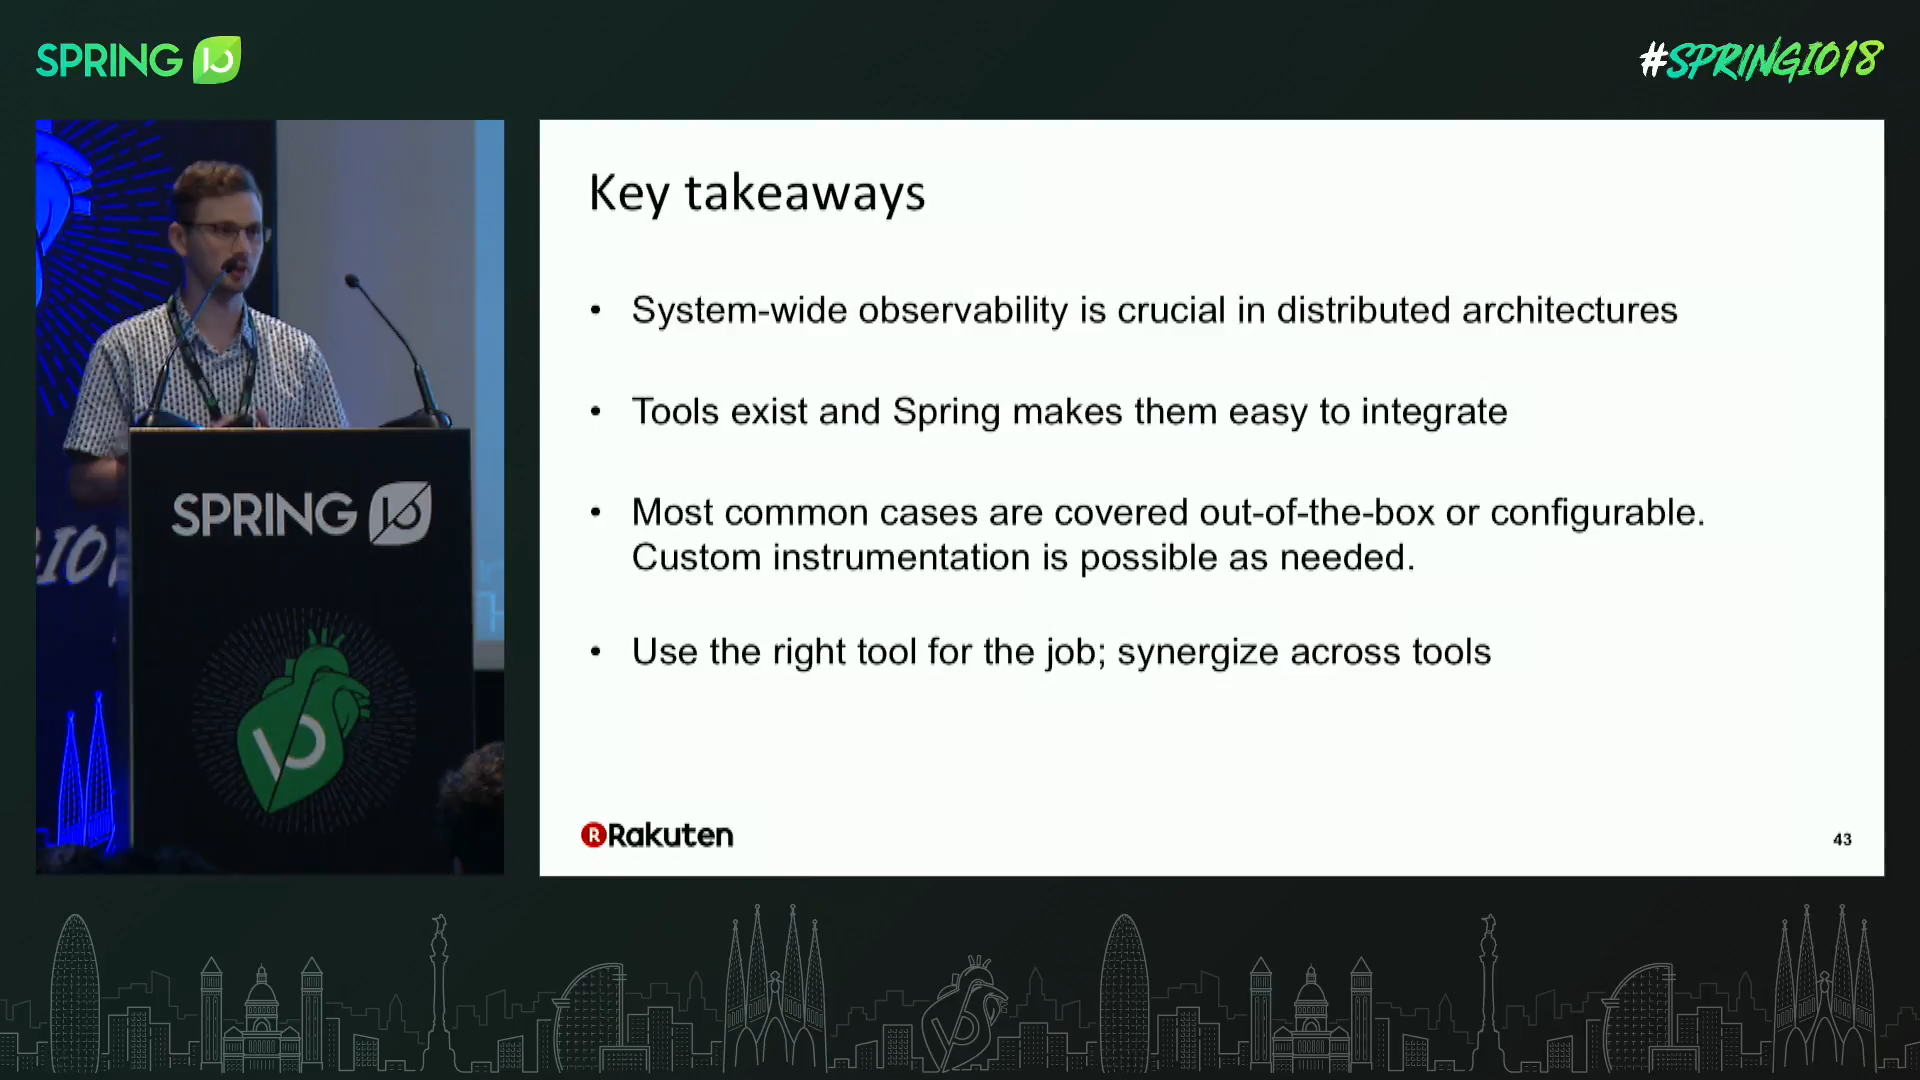 SPRING IO
#SPRINGIO18
Key takeaways
• System-wide observability is crucial in distributed architectures
• Tools exist and Spring makes them easy to integrate
• Most common cases are covered out-of-the-box or configurable.
Custom instrumentation is possible as needed.
• Use the right tool for the job; synergize across tools
Rakuten
43
SPRING IO
IO